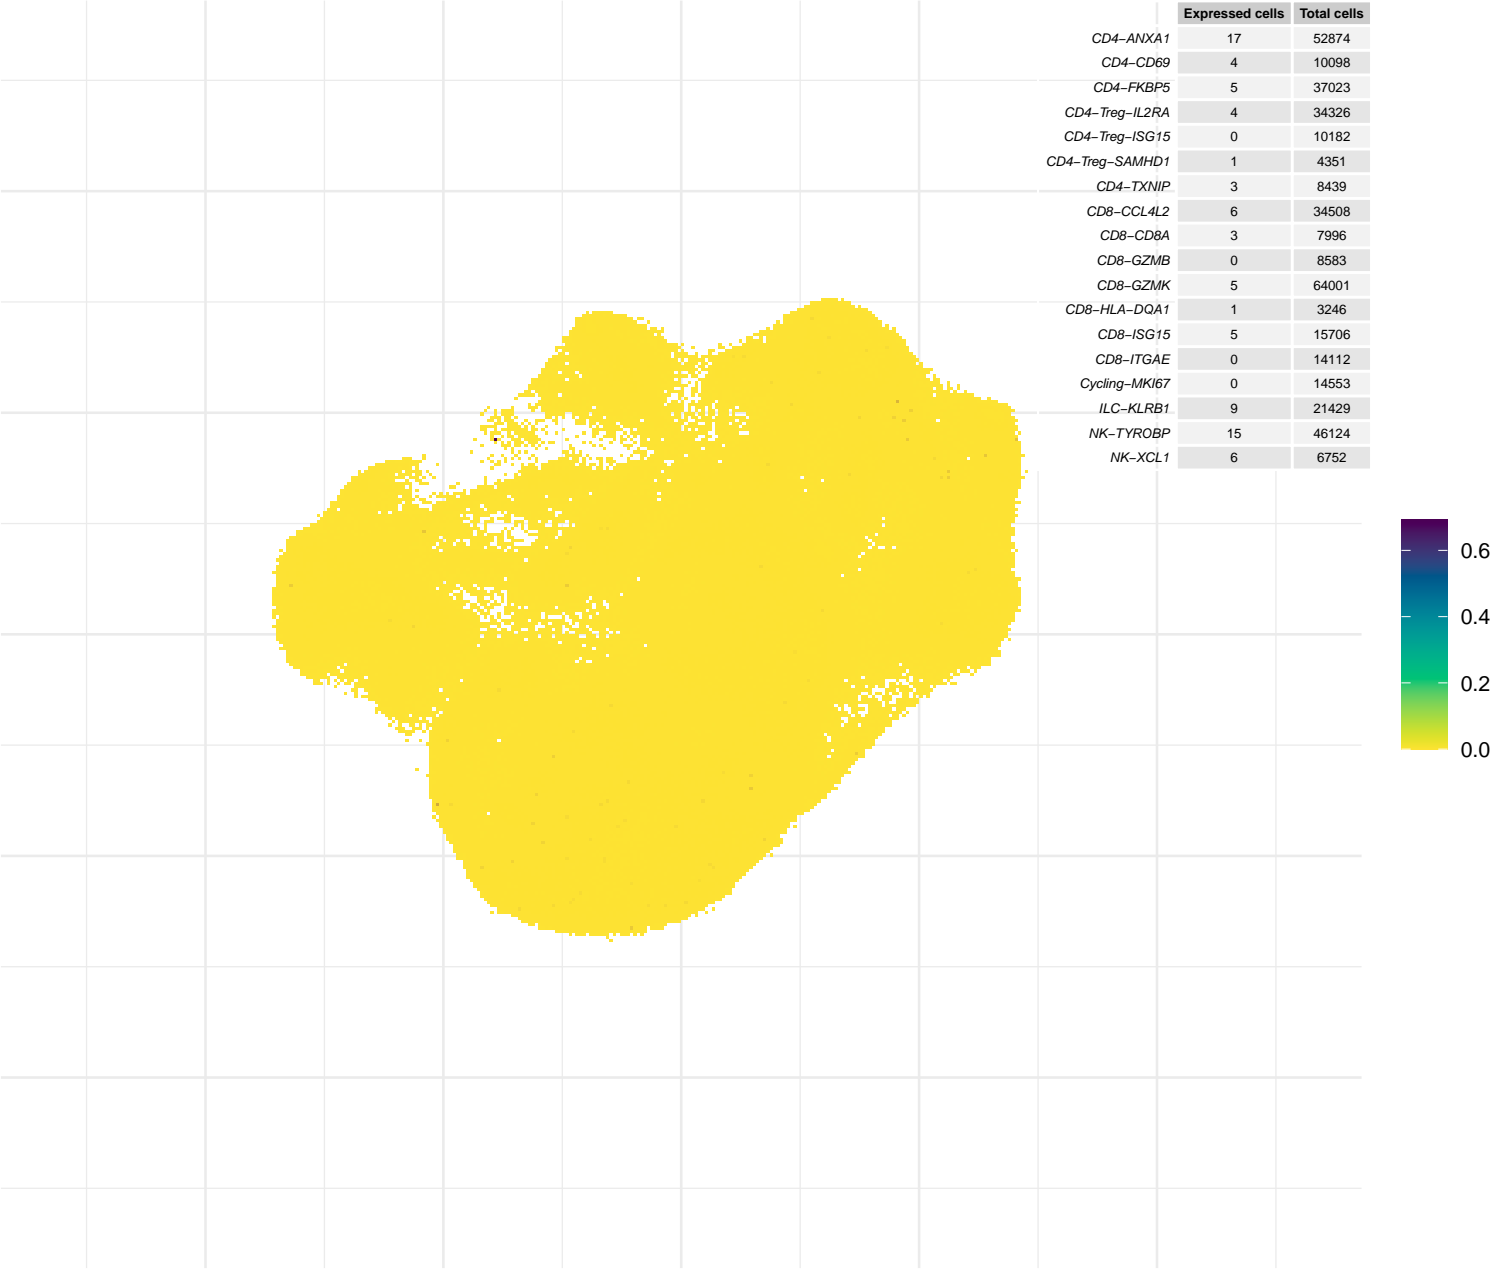 Expressed cells Total cells
CD4−ANXA1 17 52874
CD4−CD69 4 10098
CD4−FKBP5 5 37023
CD4−Treg−IL2RA 4 34326
CD4−Treg−ISG15 0 10182
CD4−Treg−SAMHD1 1 4351
CD4−TXNIP 3 8439
CD8−CCL4L2 6 34508
CD8−CD8A 3 7996
CD8−GZMB 0 8583
CD8−GZMK 5 64001
CD8−HLA−DQA1 1 3246
CD8−ISG15 5 15706
CD8−ITGAE 0 14112
Cycling−MKI67 0 14553
ILC−KLRB1 9 21429
NK−TYROBP 15 46124
NK−XCL1 6 6752
0.6
0.4
0.2
0.0